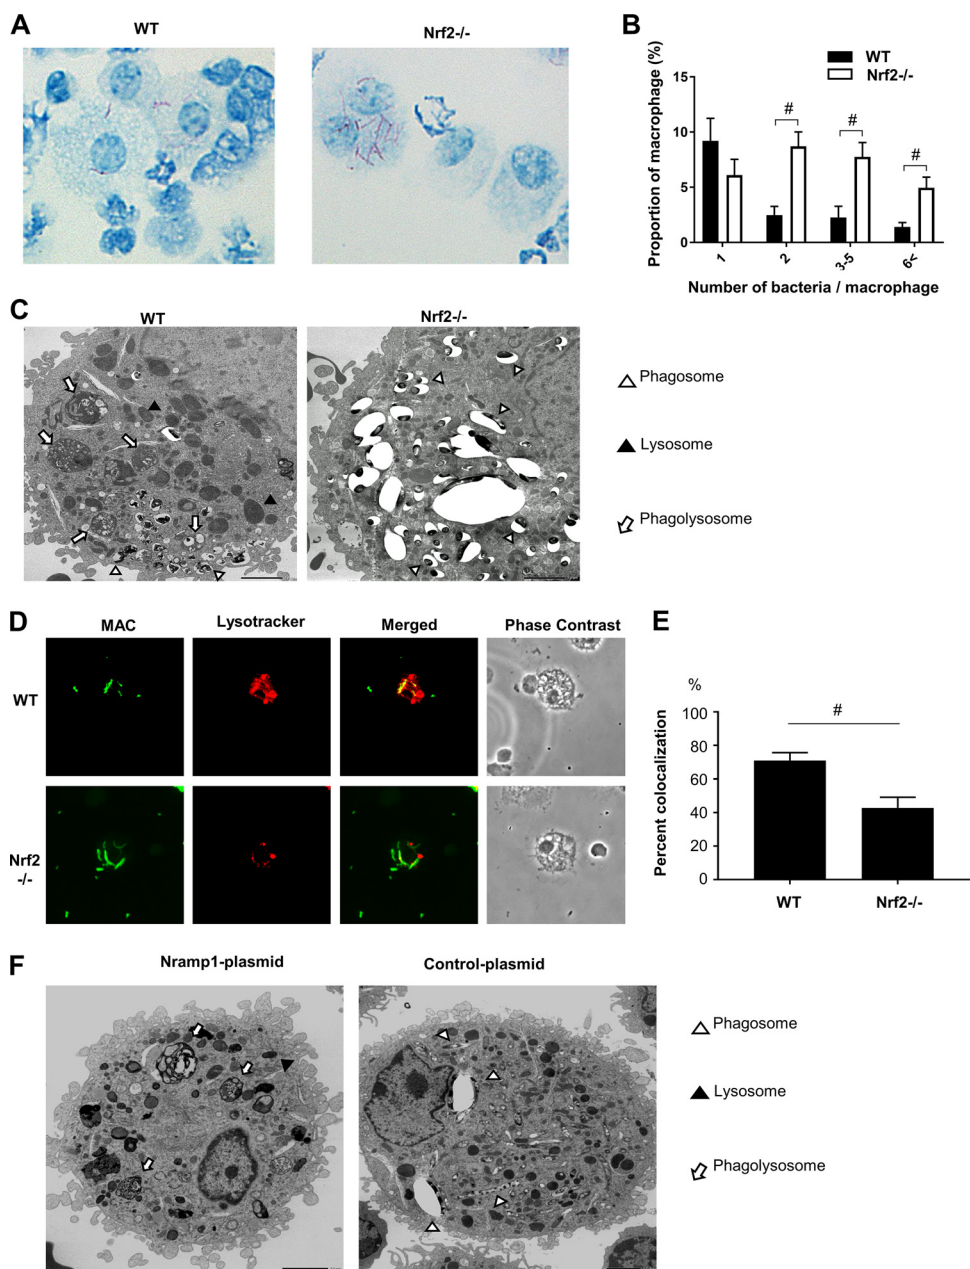 A
WT
Nrf2-/-
B
WT
Nrf2-/-
Proportion of macrophage (%)
15
10
5
0
#
#
#
1
2
3-5
6<
Number of bacteria / macrophage
C
WT
Nrf2-/-
Phagosome
Lysosome
Phagolysosome
D
MAC
Lysotracker
Merged
Phase Contrast
WT
Nrf2
-/-
E
%
Percent colocalization
100
80
60
40
20
0
#
WT
Nrf2-/-
F
Nramp1-plasmid
Control-plasmid
Phagosome
Lysosome
Phagolysosome